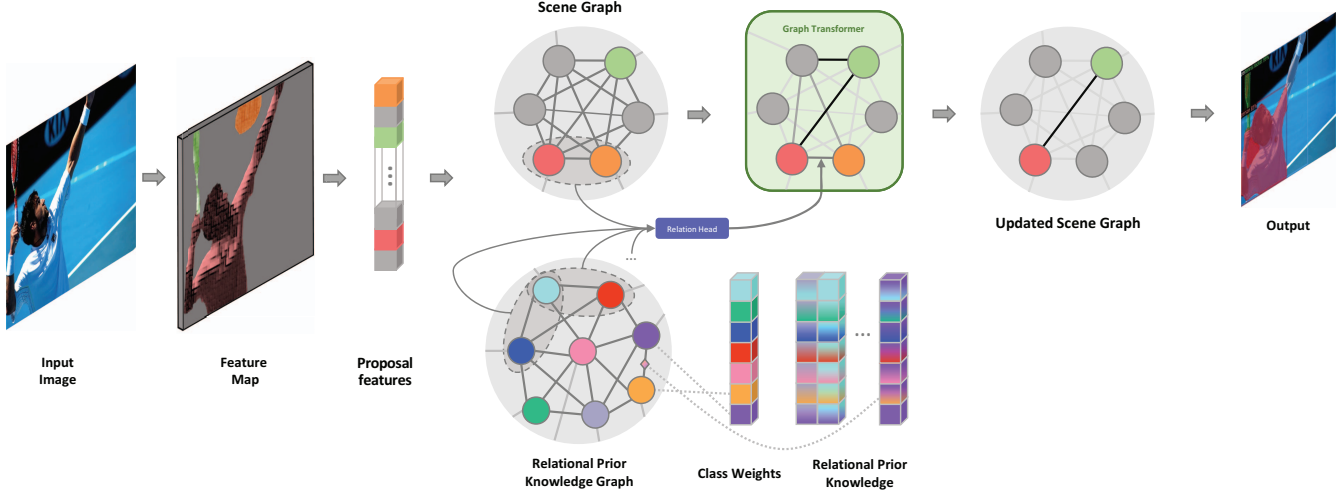 Scene Graph
Graph Transformer
KIA
Relation Head
...
Updated Scene Graph
Output
Input
Image
Feature
Map
Proposal
features
...
Relational Prior
Knowledge Graph
Class Weights
Relational Prior
Knowledge